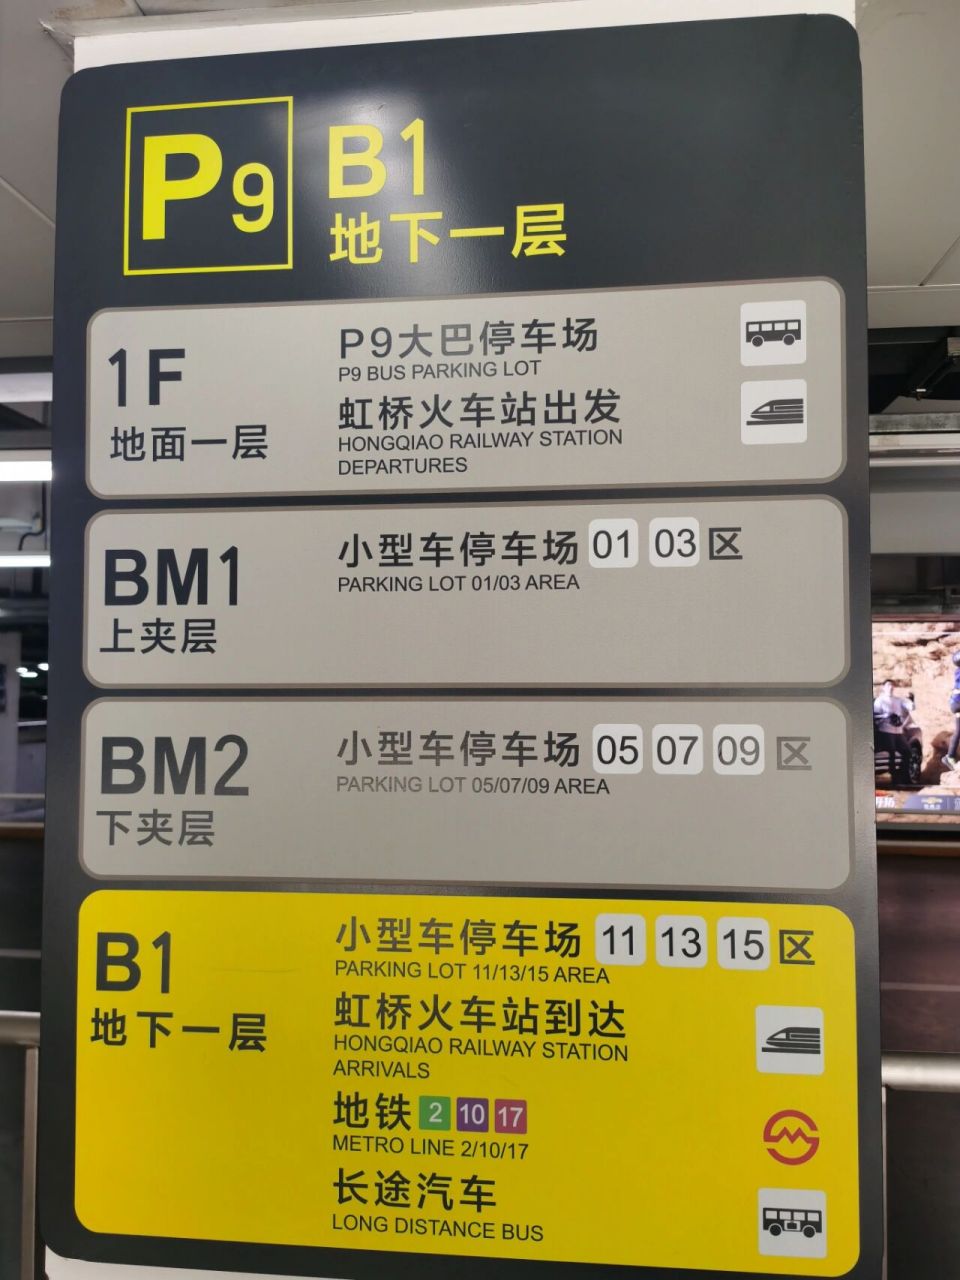 P9
B1
地下一层
1F
地面一层
P9大巴停车场
P9 BUS PARKING LOT
虹桥火车站出发
HONGQIAO RAILWAY STATION
DEPARTURES
BM1
上夹层
小型车停车场 01 03 区
PARKING LOT 01/03 AREA
BM2
下夹层
小型车停车场 05 07 09 区
PARKING LOT 05/07/09 AREA
B1
地下一层
小型车停车场 11 13 15 区
PARKING LOT 11/13/15 AREA
虹桥火车站到达
HONGQIAO RAILWAY STATION
ARRIVALS
地铁 2 10 17
METRO LINE 2/10/17
长途汽车
LONG DISTANCE BUS